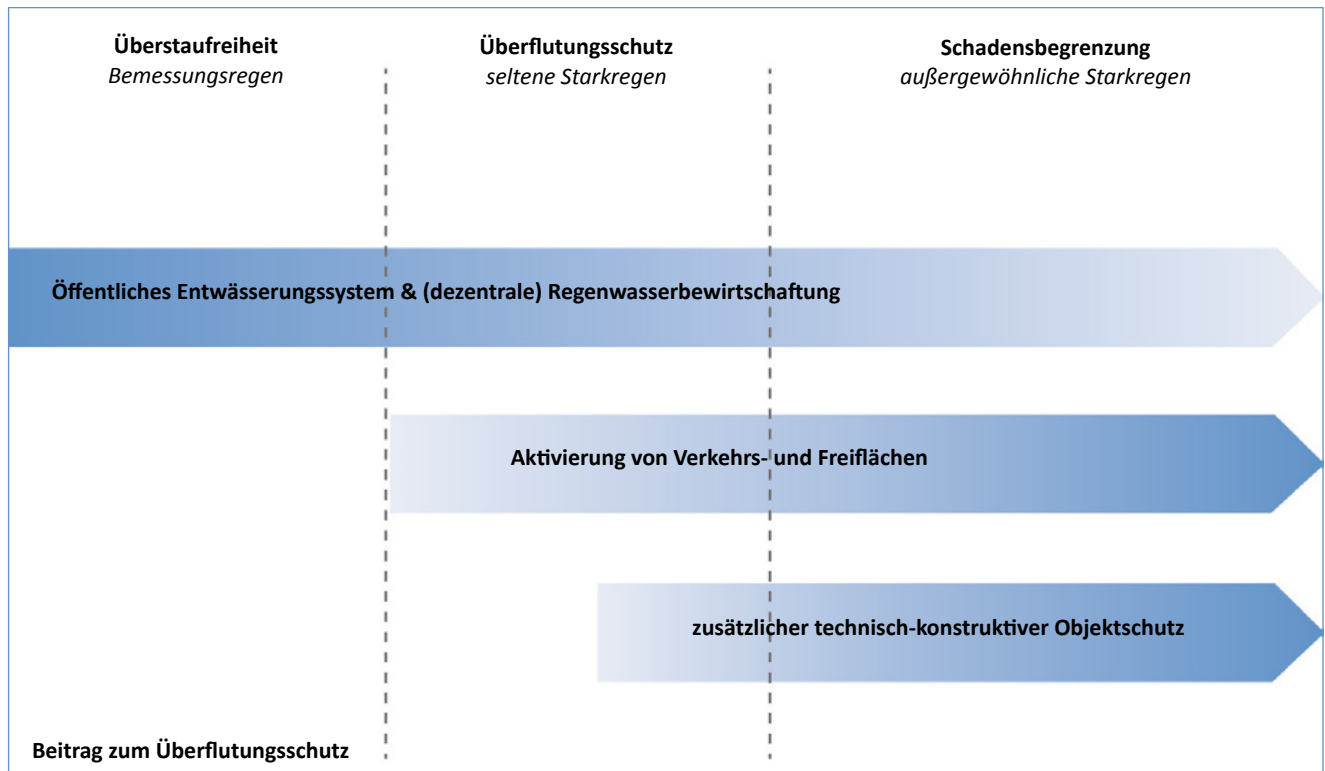 Überstaufreiheit
Bemessungsregen
Überflutungsschutz
seltene Starkregen
Schadensbegrenzung
außergewöhnliche Starkregen
Öffentliches Entwässerungssystem & (dezentrale) Regenwasserbewirtschaftung
Aktivierung von Verkehrs- und Freiflächen
zusätzlicher technisch-konstruktiver Objektschutz
Beitrag zum Überflutungsschutz